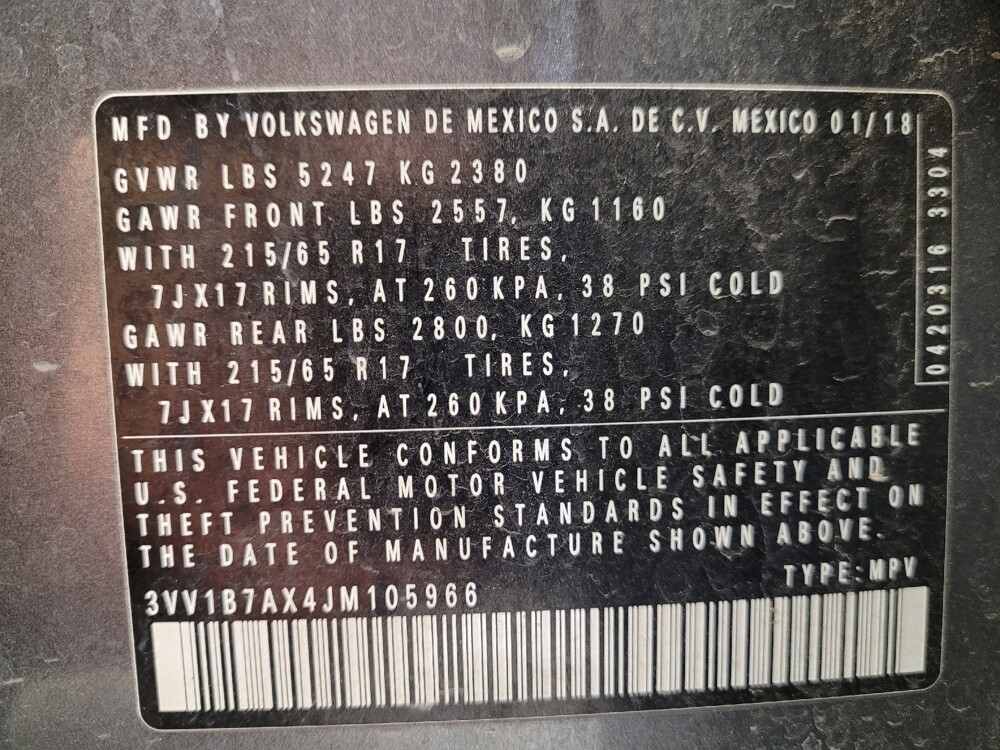 MFD BY VOLKSWAGEN DE MEXICO S.A. DE C.V. MEXICO 01/18
GVWR LBS 5247 KG 2380
GAWR FRONT LBS 2557, KG 1160
WITH 215/65 R17 TIRES,
7JX17 RIMS, AT 260 KPA, 38 PSI COLD
GAWR REAR LBS 2800, KG 1270
WITH 215/65 R17 TIRES,
7JX17 RIMS, AT 260 KPA, 38 PSI COLD
0420316 3304
THIS VEHICLE CONFORMS TO ALL APPLICABLE
U.S. FEDERAL MOTOR VEHICLE SAFETY AND
THEFT PREVENTION STANDARDS IN EFFECT ON
THE DATE OF MANUFACTURE SHOWN ABOVE.
TYPE:MPV
3VV1B7AX4JM105966